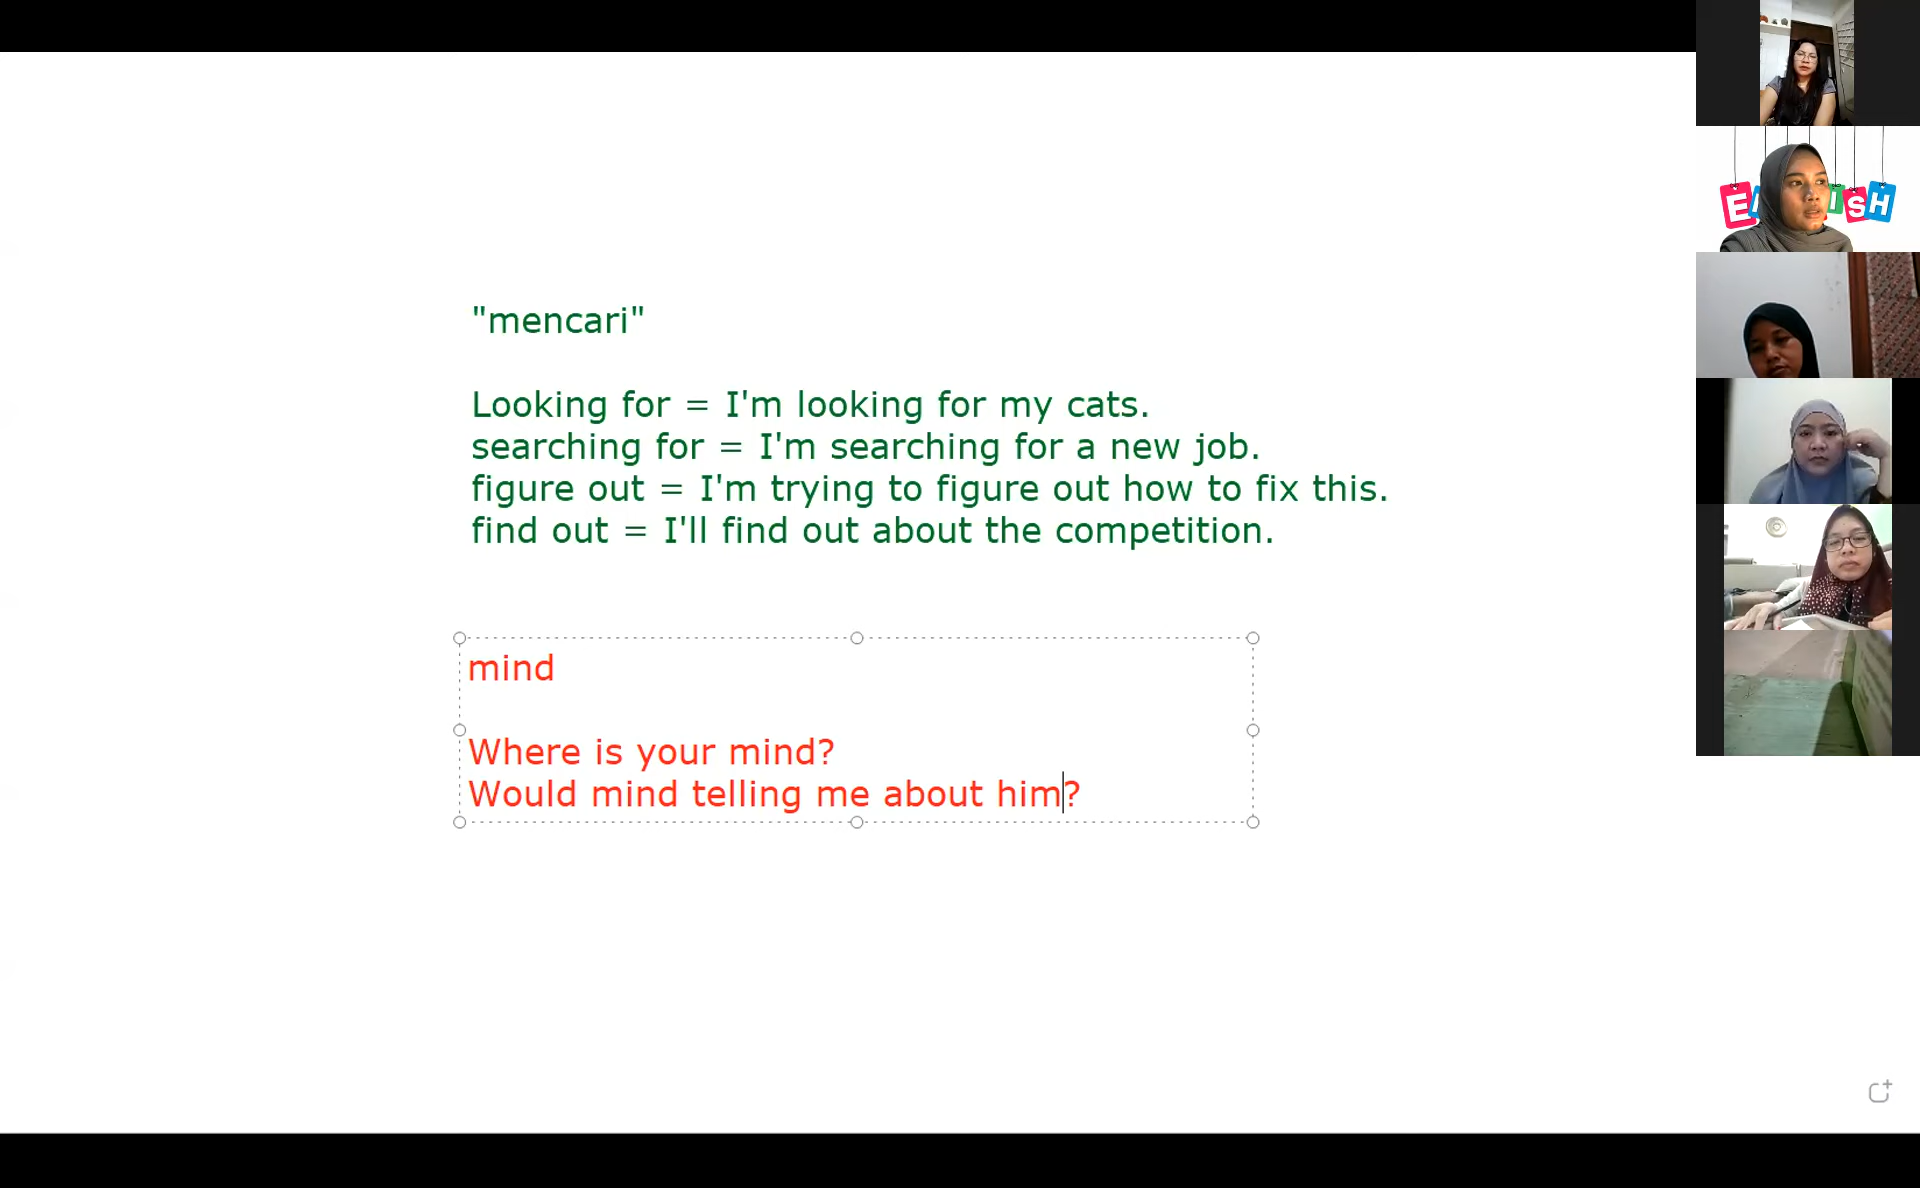 "mencari"
Looking for = I'm looking for my cats.
searching for = I'm searching for a new job.
figure out = I'm trying to figure out how to fix this.
find out = I'll find out about the competition.
mind
Where is your mind?
Would mind telling me about him?
E ISH